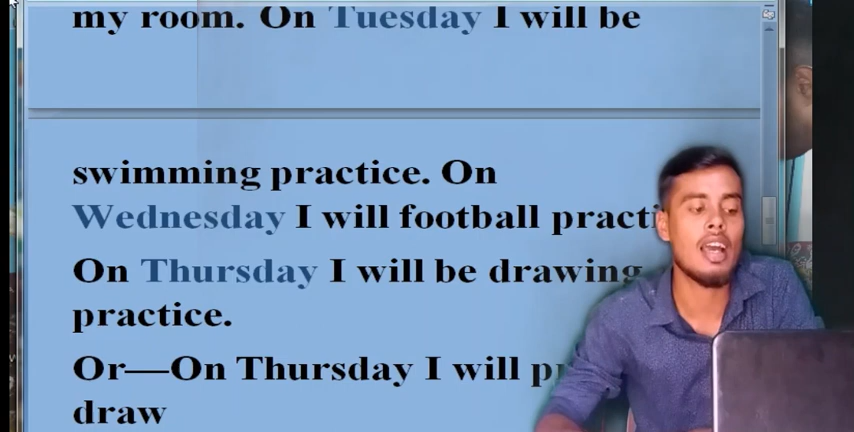 my room. On Tuesday I will be
swimming practice. On
Wednesday I will football
On Thursday I will be drawing
practice.
Or—On Thursday I will
draw